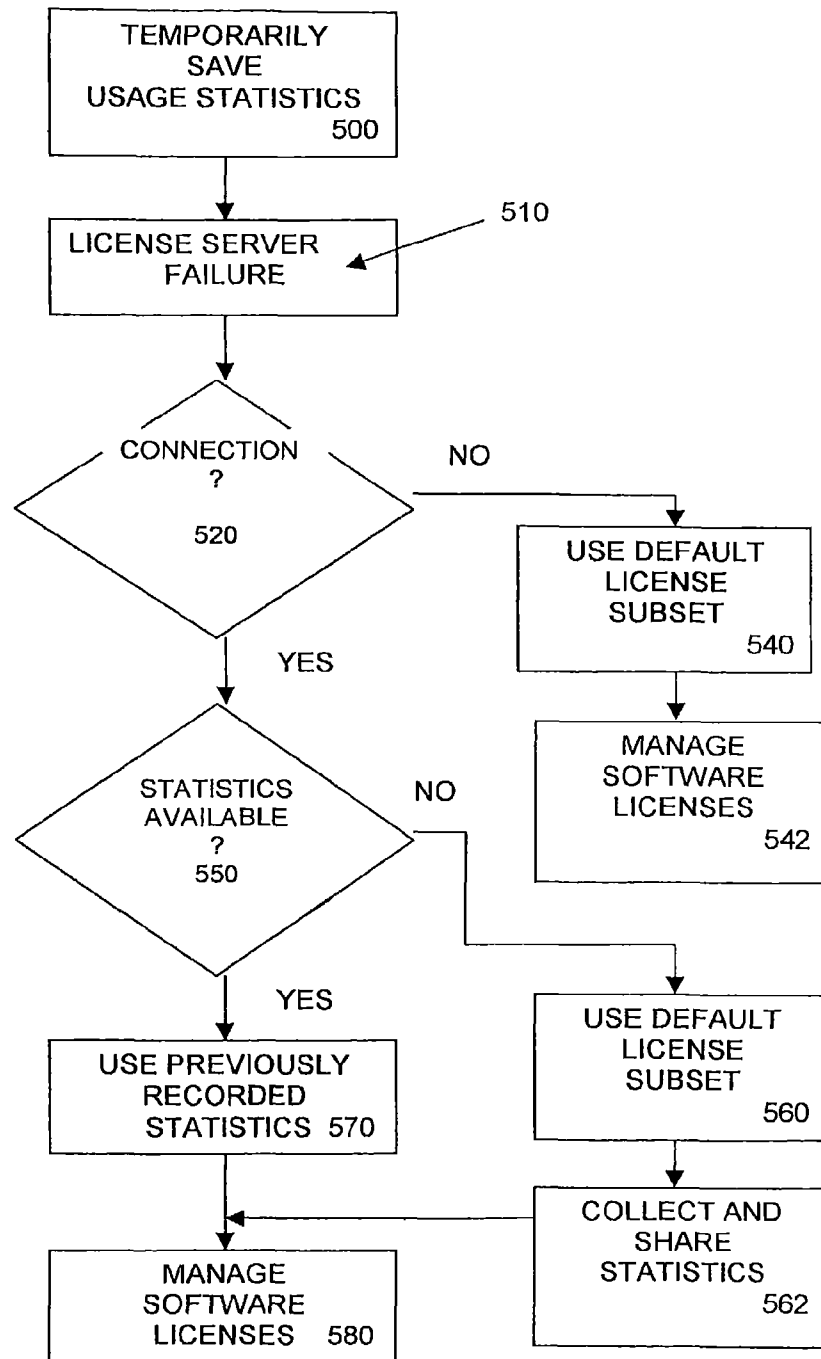 TEMPORARILY
SAVE
USAGE STATISTICS
500
LICENSE SERVER
FAILURE
510
CONNECTION
?
520
NO
USE DEFAULT
LICENSE
SUBSET
540
YES
MANAGE
SOFTWARE
LICENSES
542
STATISTICS
AVAILABLE
?
550
NO
YES
USE DEFAULT
LICENSE
SUBSET
560
USE PREVIOUSLY
RECORDED
STATISTICS 570
COLLECT AND
SHARE
STATISTICS
562
MANAGE
SOFTWARE
LICENSES 580